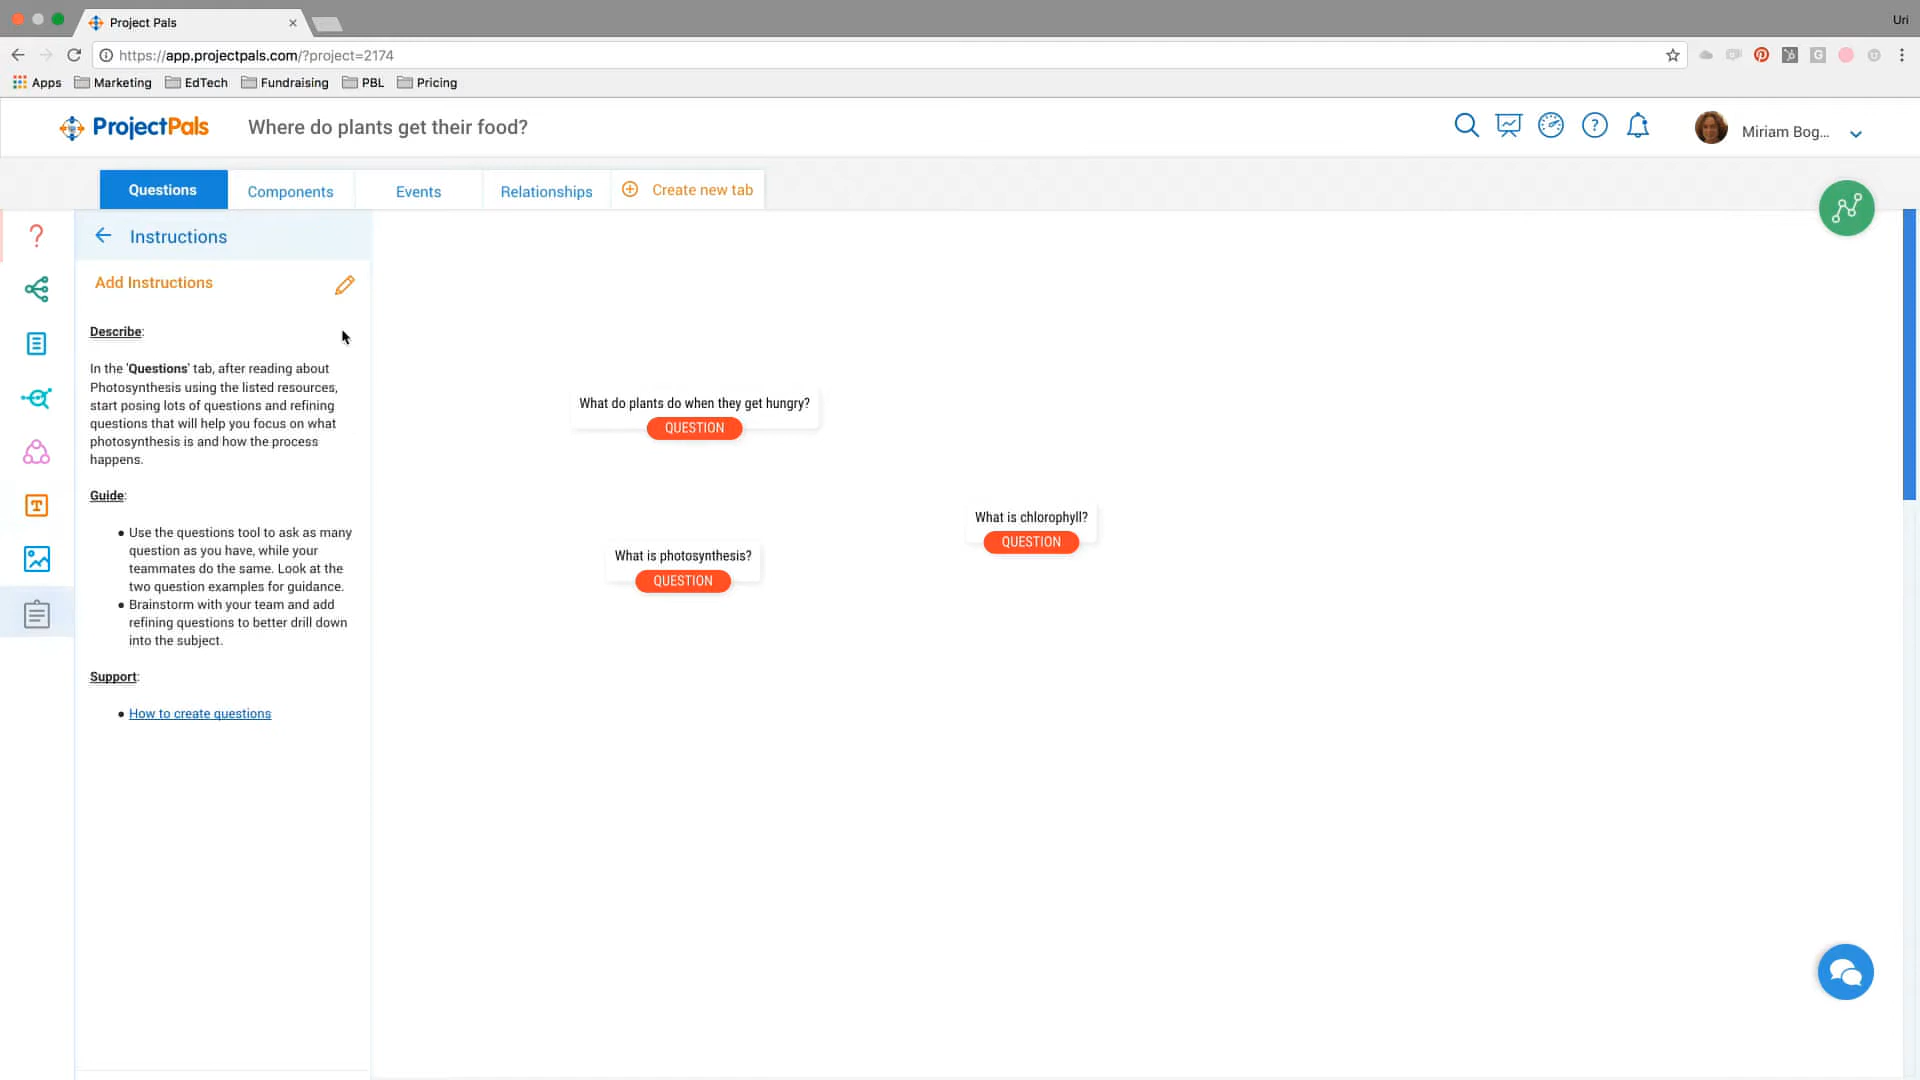 Project Pals
Uri
https://app.projectpals.com/?project=2174
Apps
Marketing
EdTech
Fundraising
PBL
Pricing
ProjectPals
Where do plants get their food?
Miriam Bog...
Questions
Components
Events
Relationships
Create new tab
Instructions
Add Instructions
Describe:
In the 'Questions' tab, after reading about
Photosynthesis using the listed resources,
start posing lots of questions and refining
questions that will help you focus on what
photosynthesis is and how the process
happens.
Guide:
• Use the questions tool to ask as many
question as you have, while your
teammates do the same. Look at the
two question examples for guidance.
• Brainstorm with your team and add
refining questions to better drill down
into the subject.
Support:
• How to create questions
What do plants do when they get hungry?
QUESTION
What is chlorophyll?
QUESTION
What is photosynthesis?
QUESTION